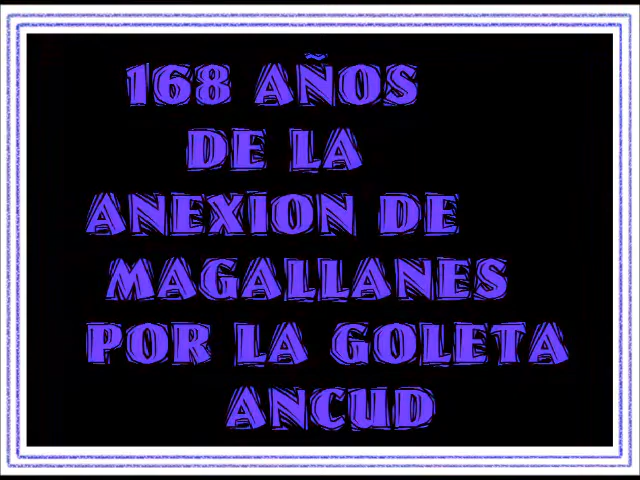 168 AÑOS
DE LA
ANEXION DE
MAGALLANES
POR LA GOLETA
ANCUD